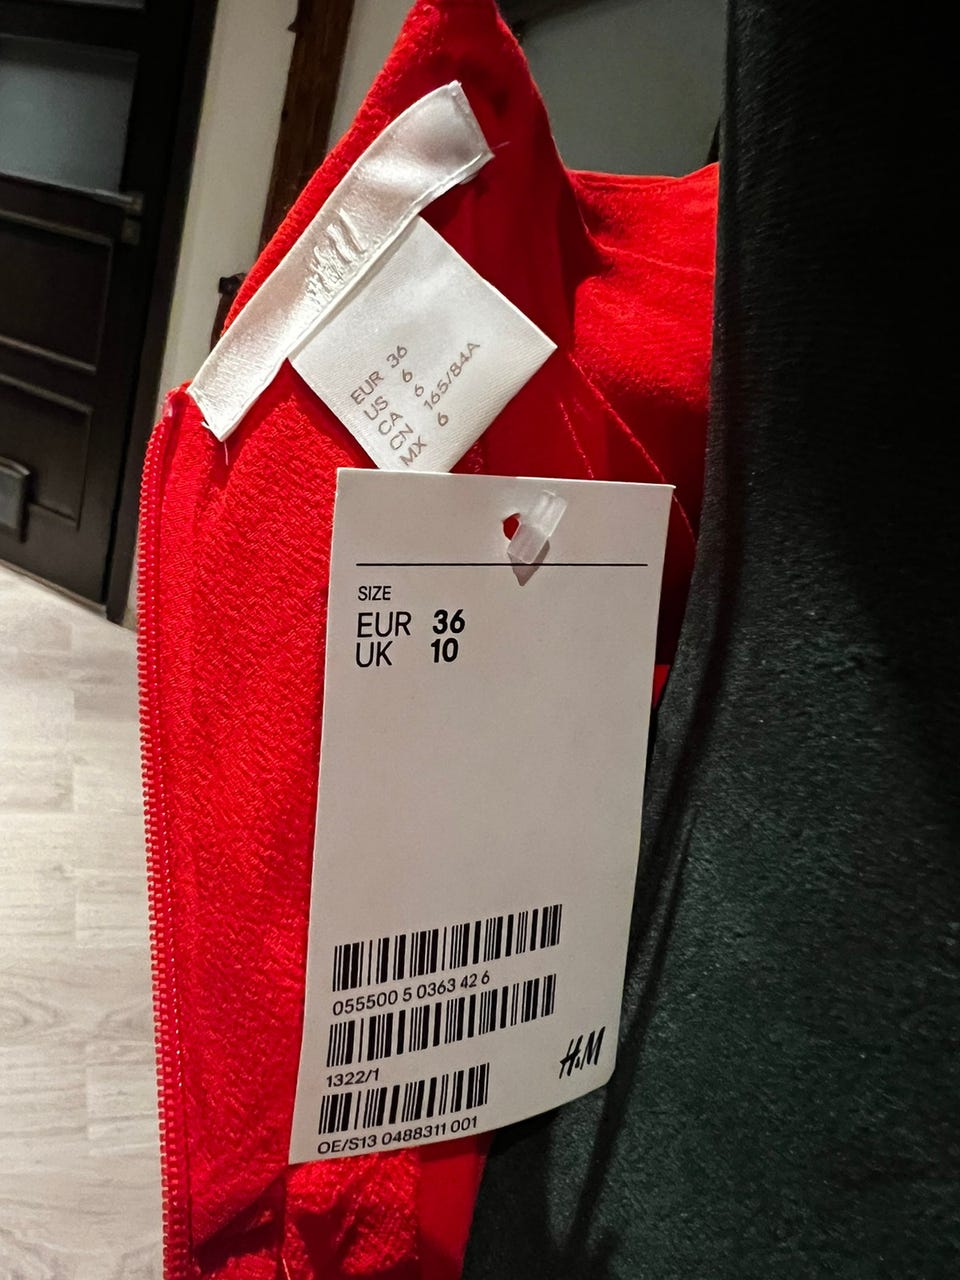 EUR 36
US 6
CA 6
CN 165/84A
MX 6
SIZE
EUR 36
UK 10
055500 5 0363 42 6
1322/1
H&M
OE/S13 0488311 001